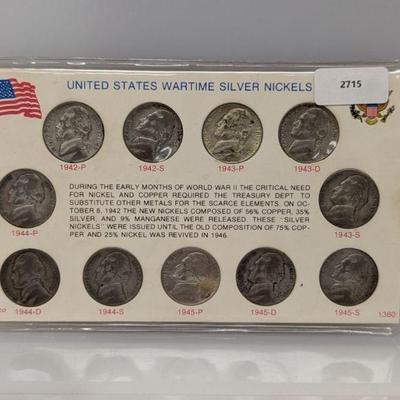 UNITED STATES WARTIME SILVER NICKELS
2715
1942-P
1942-S
1943-P
1943-D
DURING THE EARLY MONTHS OF WORLD WAR II THE CRITICAL NEED
FOR NICKEL AND COPPER REQUIRED THE TREASURY DEPT TO
SUBSTITUTE OTHER METALS FOR THE SCARCE ELEMENTS. ON OC-
TOBER 6, 1942 THE NEW NICKELS COMPOSED OF 56% COPPER, 35%
SILVER, AND 9% MANGANESE WERE RELEASED. THESE "SILVER
NICKELS" WERE ISSUED UNTIL THE OLD COMPOSITION OF 75% COP-
PER AND 25% NICKEL WAS REVIVED IN 1946.
1944-P
1943-S
1944-D
1944-S
1945-P
1945-D
1945-S
1360